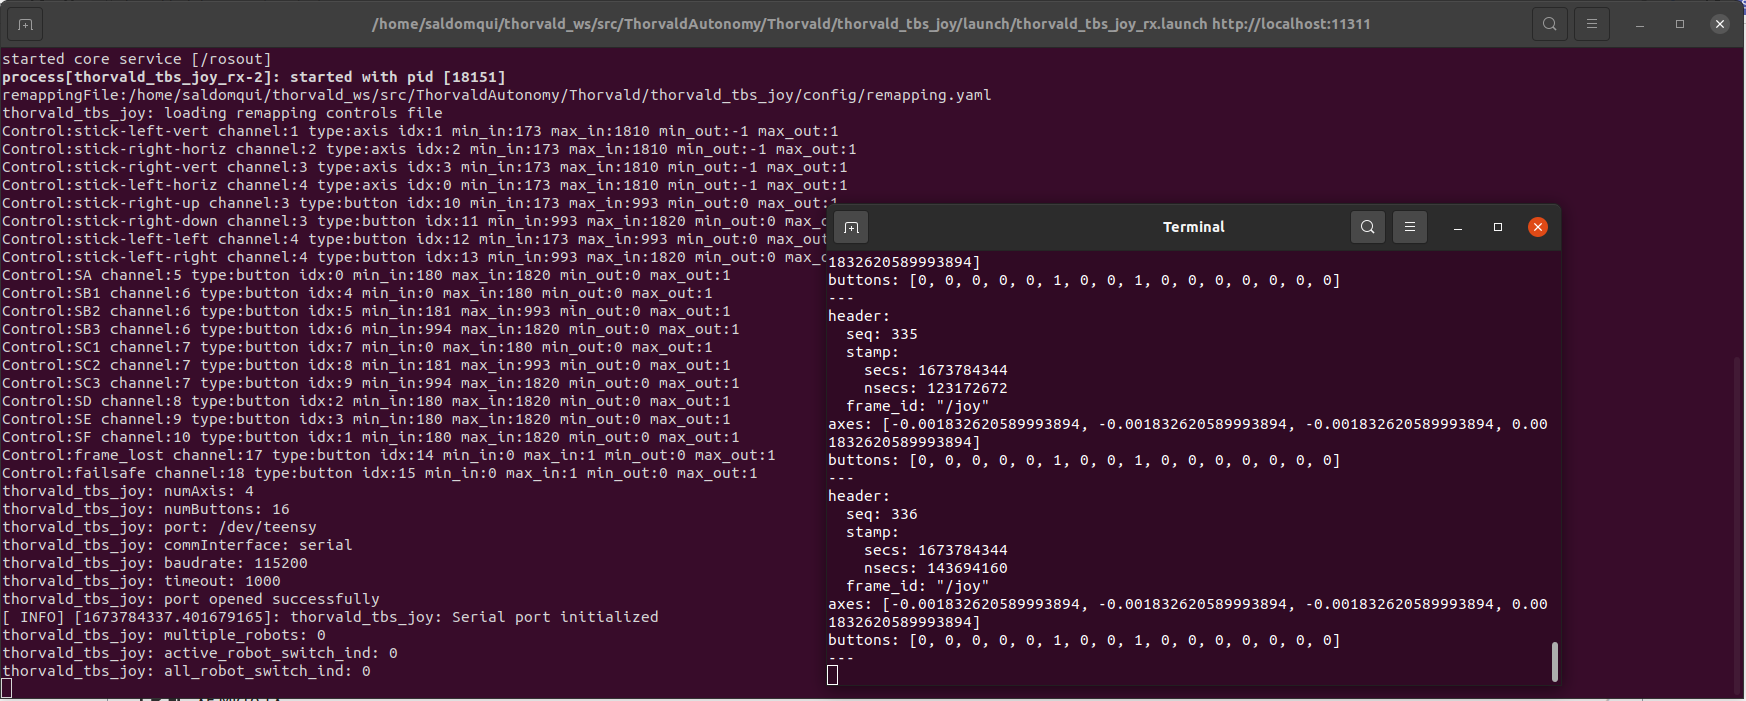 /home/saldomqui/thorvald_ws/src/ThorvaldAutonomy/Thorvald/thorvald_tbs_joy/launch/thorvald_tbs_joy_rx.launch http://localhost:11311
started core service [/rosout]
process[thorvald_tbs_joy_rx-2]: started with pid [18151]
remappingFile:/home/saldomqui/thorvald_ws/src/ThorvaldAutonomy/Thorvald/thorvald_tbs_joy/config/remapping.yaml
thorvald_tbs_joy: loading remapping controls file
Control:stick-left-vert channel:1 type:axis idx:1 min_in:173 max_in:1810 min_out:-1 max_out:1
Control:stick-right-horiz channel:2 type:axis idx:2 min_in:173 max_in:1810 min_out:-1 max_out:1
Control:stick-right-vert channel:3 type:axis idx:3 min_in:173 max_in:1810 min_out:-1 max_out:1
Control:stick-left-horiz channel:4 type:axis idx:0 min_in:173 max_in:1810 min_out:-1 max_out:1
Control:stick-right-up channel:3 type:button idx:10 min_in:173 max_in:993 min_out:0 max_out:1
Control:stick-right-down channel:3 type:button idx:11 min_in:993 max_in:1820 min_out:0 max_
Control:stick-left-left channel:4 type:button idx:12 min_in:173 max_in:993 min_out:0 max_out
Control:stick-left-right channel:4 type:button idx:13 min_in:993 max_in:1820 min_out:0 max_
Control:SA channel:5 type:button idx:0 min_in:180 max_in:1820 min_out:0 max_out:1
Control:SB1 channel:6 type:button idx:4 min_in:0 max_in:180 min_out:0 max_out:1
Control:SB2 channel:6 type:button idx:5 min_in:181 max_in:993 min_out:0 max_out:1
Control:SB3 channel:6 type:button idx:6 min_in:994 max_in:1820 min_out:0 max_out:1
Control:SC1 channel:7 type:button idx:7 min_in:0 max_in:180 min_out:0 max_out:1
Control:SC2 channel:7 type:button idx:8 min_in:181 max_in:993 min_out:0 max_out:1
Control:SC3 channel:7 type:button idx:9 min_in:994 max_in:1820 min_out:0 max_out:1
Control:SD channel:8 type:button idx:2 min_in:180 max_in:1820 min_out:0 max_out:1
Control:SE channel:9 type:button idx:3 min_in:180 max_in:1820 min_out:0 max_out:1
Control:SF channel:10 type:button idx:1 min_in:180 max_in:1820 min_out:0 max_out:1
Control:frame_lost channel:17 type:button idx:14 min_in:0 max_in:1 min_out:0 max_out:1
Control:failsafe channel:18 type:button idx:15 min_in:0 max_in:1 min_out:0 max_out:1
thorvald_tbs_joy: numAxis: 4
thorvald_tbs_joy: numButtons: 16
thorvald_tbs_joy: port: /dev/teensy
thorvald_tbs_joy: commInterface: serial
thorvald_tbs_joy: baudrate: 115200
thorvald_tbs_joy: timeout: 1000
thorvald_tbs_joy: port opened successfully
[ INFO] [1673784337.401679165]: thorvald_tbs_joy: Serial port initialized
thorvald_tbs_joy: multiple_robots: 0
thorvald_tbs_joy: active_robot_switch_ind: 0
thorvald_tbs_joy: all_robot_switch_ind: 0
Terminal
1832620589993894]
buttons: [0, 0, 0, 0, 0, 1, 0, 0, 1, 0, 0, 0, 0, 0, 0, 0]
---
header:
seq: 335
stamp:
secs: 1673784344
nsecs: 123172672
frame_id: "/joy"
axes: [-0.001832620589993894, -0.001832620589993894, -0.001832620589993894, 0.00
1832620589993894]
buttons: [0, 0, 0, 0, 0, 1, 0, 0, 1, 0, 0, 0, 0, 0, 0, 0]
---
header:
seq: 336
stamp:
secs: 1673784344
nsecs: 143694160
frame_id: "/joy"
axes: [-0.001832620589993894, -0.001832620589993894, -0.001832620589993894, 0.00
1832620589993894]
buttons: [0, 0, 0, 0, 0, 1, 0, 0, 1, 0, 0, 0, 0, 0, 0, 0]
---